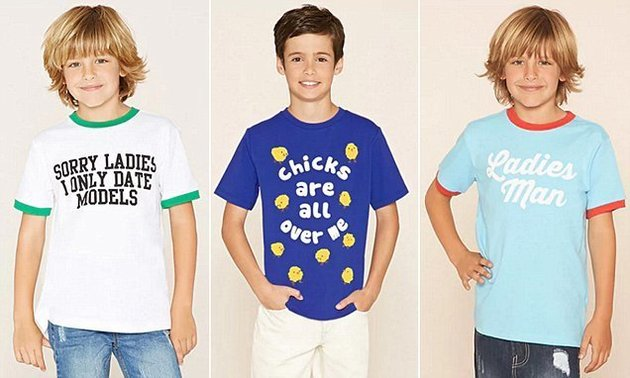 SORRY LADIES
I ONLY DATE
MODELS
chicks
are
all
over me
Ladies
Man